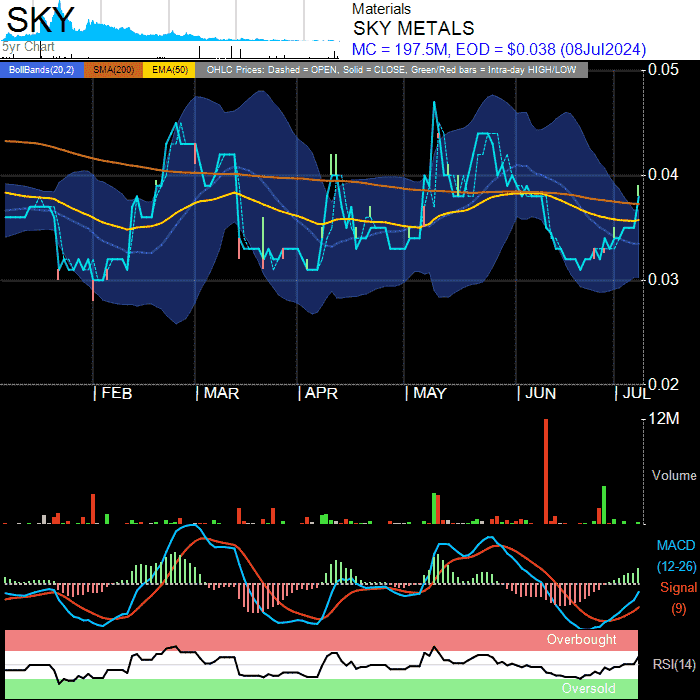 SKY
5yr Chart
Materials
SKY METALS
MC = 197.5M, EOD = $0.038 (08Jul2024)
BollBands(20,2) SMA(200) EMA(50) OHLC Prices: Dashed = OPEN, Solid = CLOSE, Green/Red bars = Intra-day HIGH/LOW
0.05
0.04
0.03
0.02
FEB MAR APR MAY JUN JUL
12M
Volume
MACD
(12-26)
Signal
(9)
Overbought
RSI(14)
Oversold